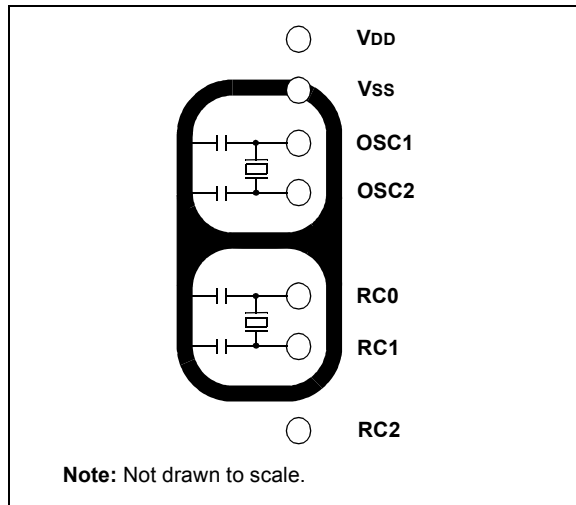 VDD
VSS
OSC1
OSC2
RC0
RC1
RC2
Note: Not drawn to scale.